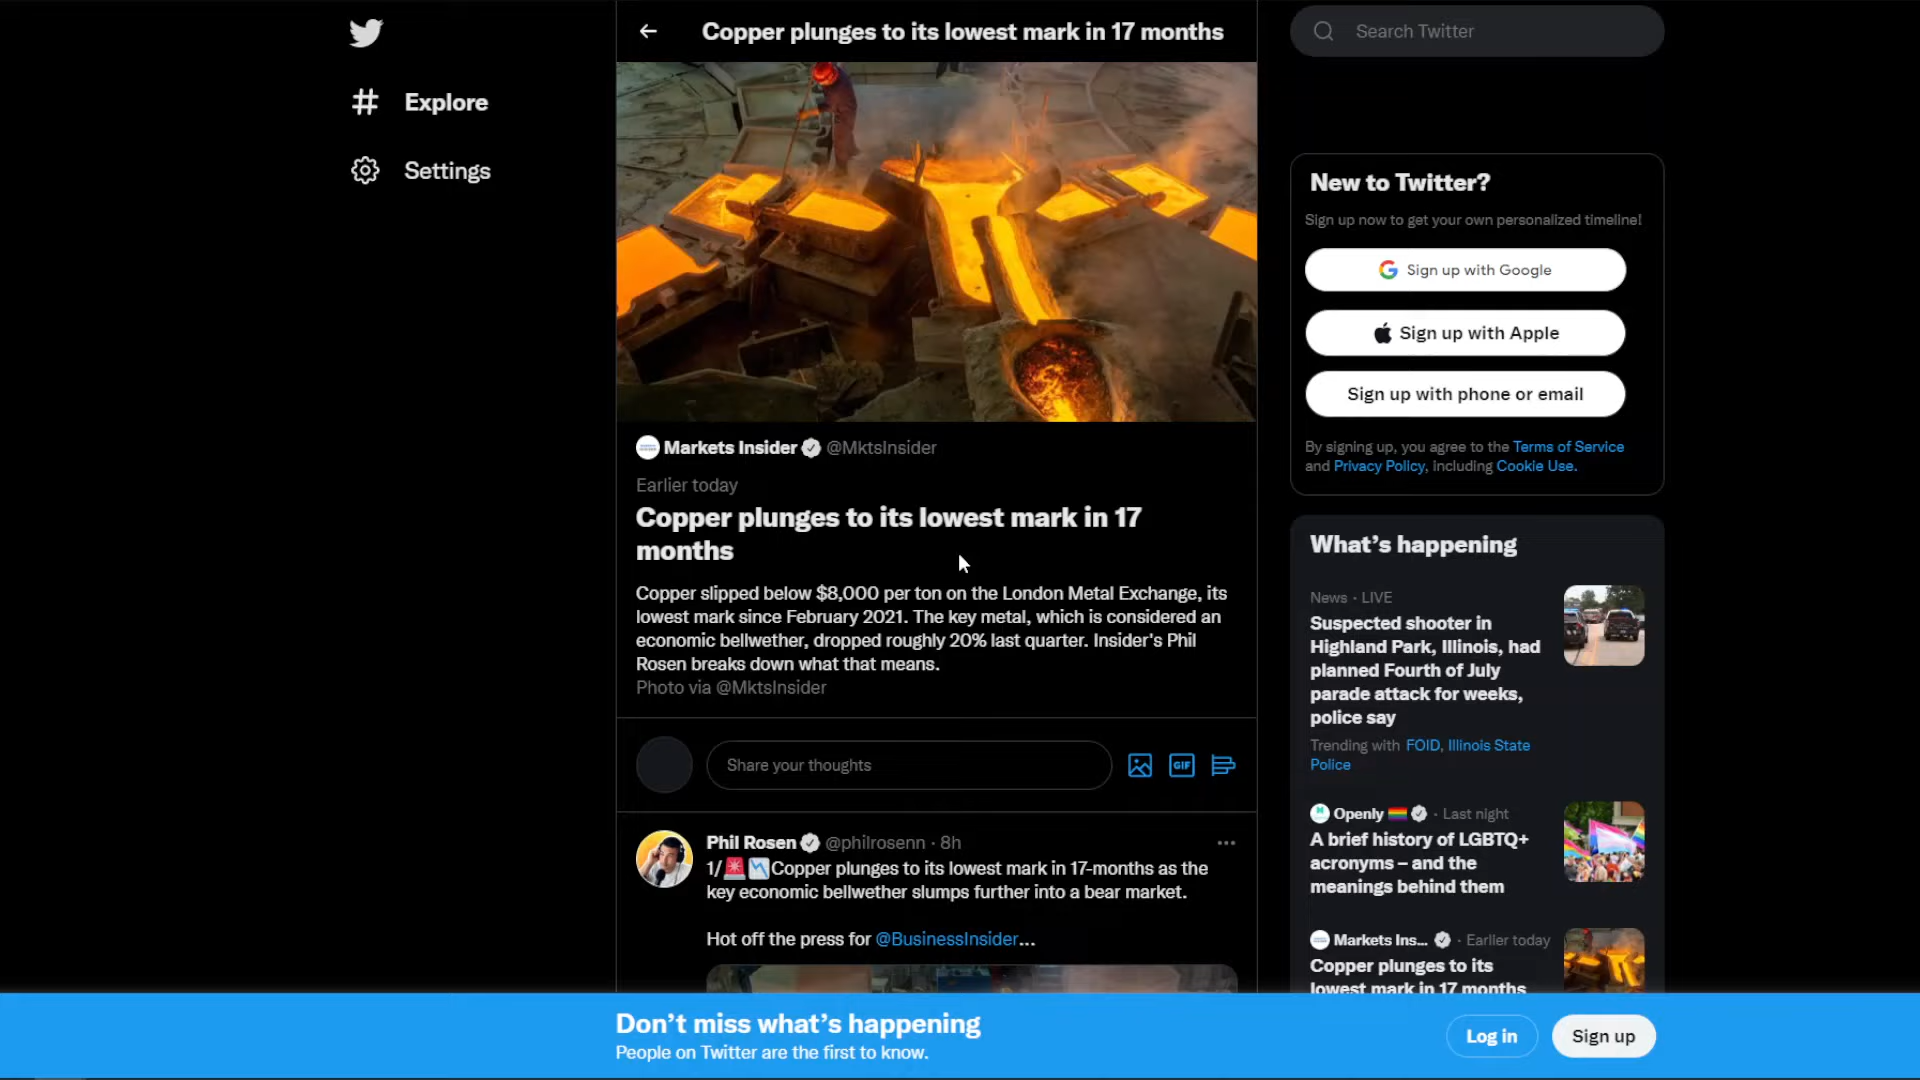 Explore
Settings
Copper plunges to its lowest mark in 17 months
Markets Insider @MktsInsider
Earlier today
Copper plunges to its lowest mark in 17
months
Copper slipped below $8,000 per ton on the London Metal Exchange, its
lowest mark since February 2021. The key metal, which is considered an
economic bellwether, dropped roughly 20% last quarter. Insider's Phil
Rosen breaks down what that means.
Photo via @MktsInsider
Share your thoughts
GIF
Phil Rosen @philrosenn · 8h
1/🚨📉Copper plunges to its lowest mark in 17-months as the
key economic bellwether slumps further into a bear market.
Hot off the press for @BusinessInsider...
Search Twitter
New to Twitter?
Sign up now to get your own personalized timeline!
Sign up with Google
Sign up with Apple
Sign up with phone or email
By signing up, you agree to the Terms of Service
and Privacy Policy, including Cookie Use.
What's happening
News · LIVE
Suspected shooter in
Highland Park, Illinois, had
planned Fourth of July
parade attack for weeks,
police say
Trending with FOID, Illinois State
Police
Openly 🏳️‍🌈 · Last night
A brief history of LGBTQ+
acronyms – and the
meanings behind them
Markets Ins... · Earlier today
Copper plunges to its
lowest mark in 17 months
Don't miss what's happening
People on Twitter are the first to know.
Log in
Sign up